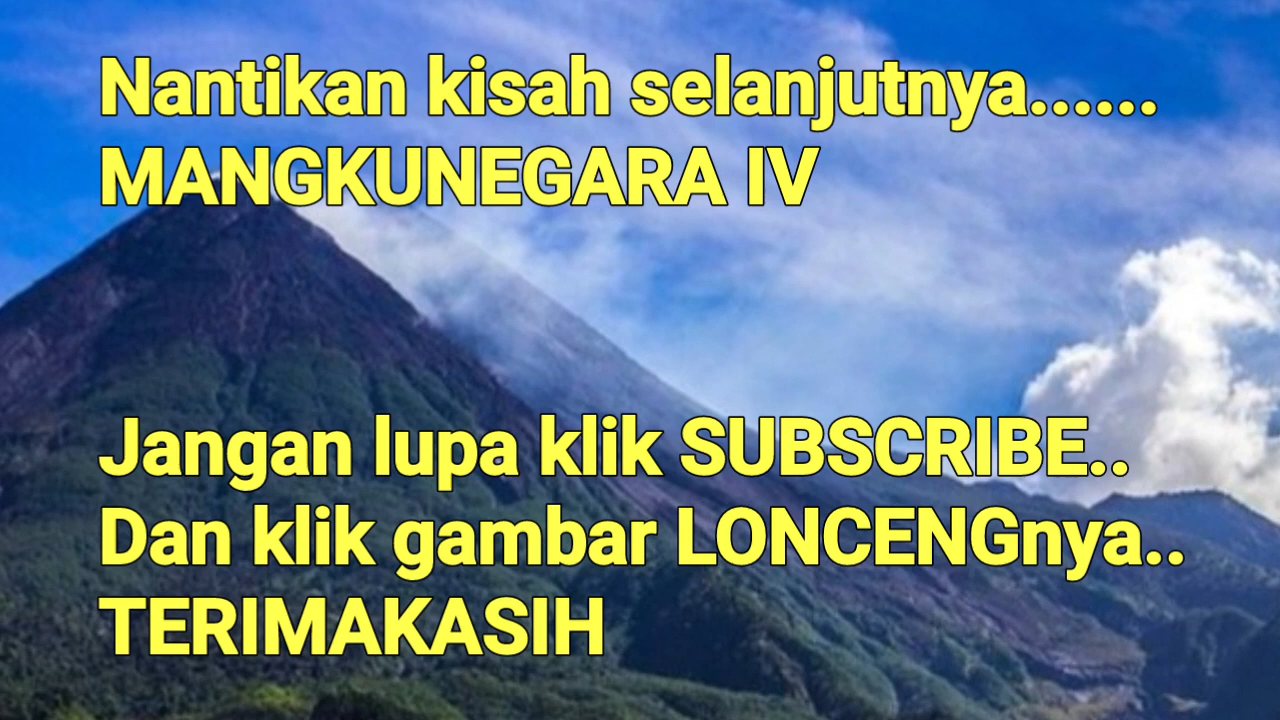 Nantikan kisah selanjutnya......
MANGKUNEGARA IV
Jangan lupa klik SUBSCRIBE..
Dan klik gambar LONCENGnya..
TERIMAKASIH